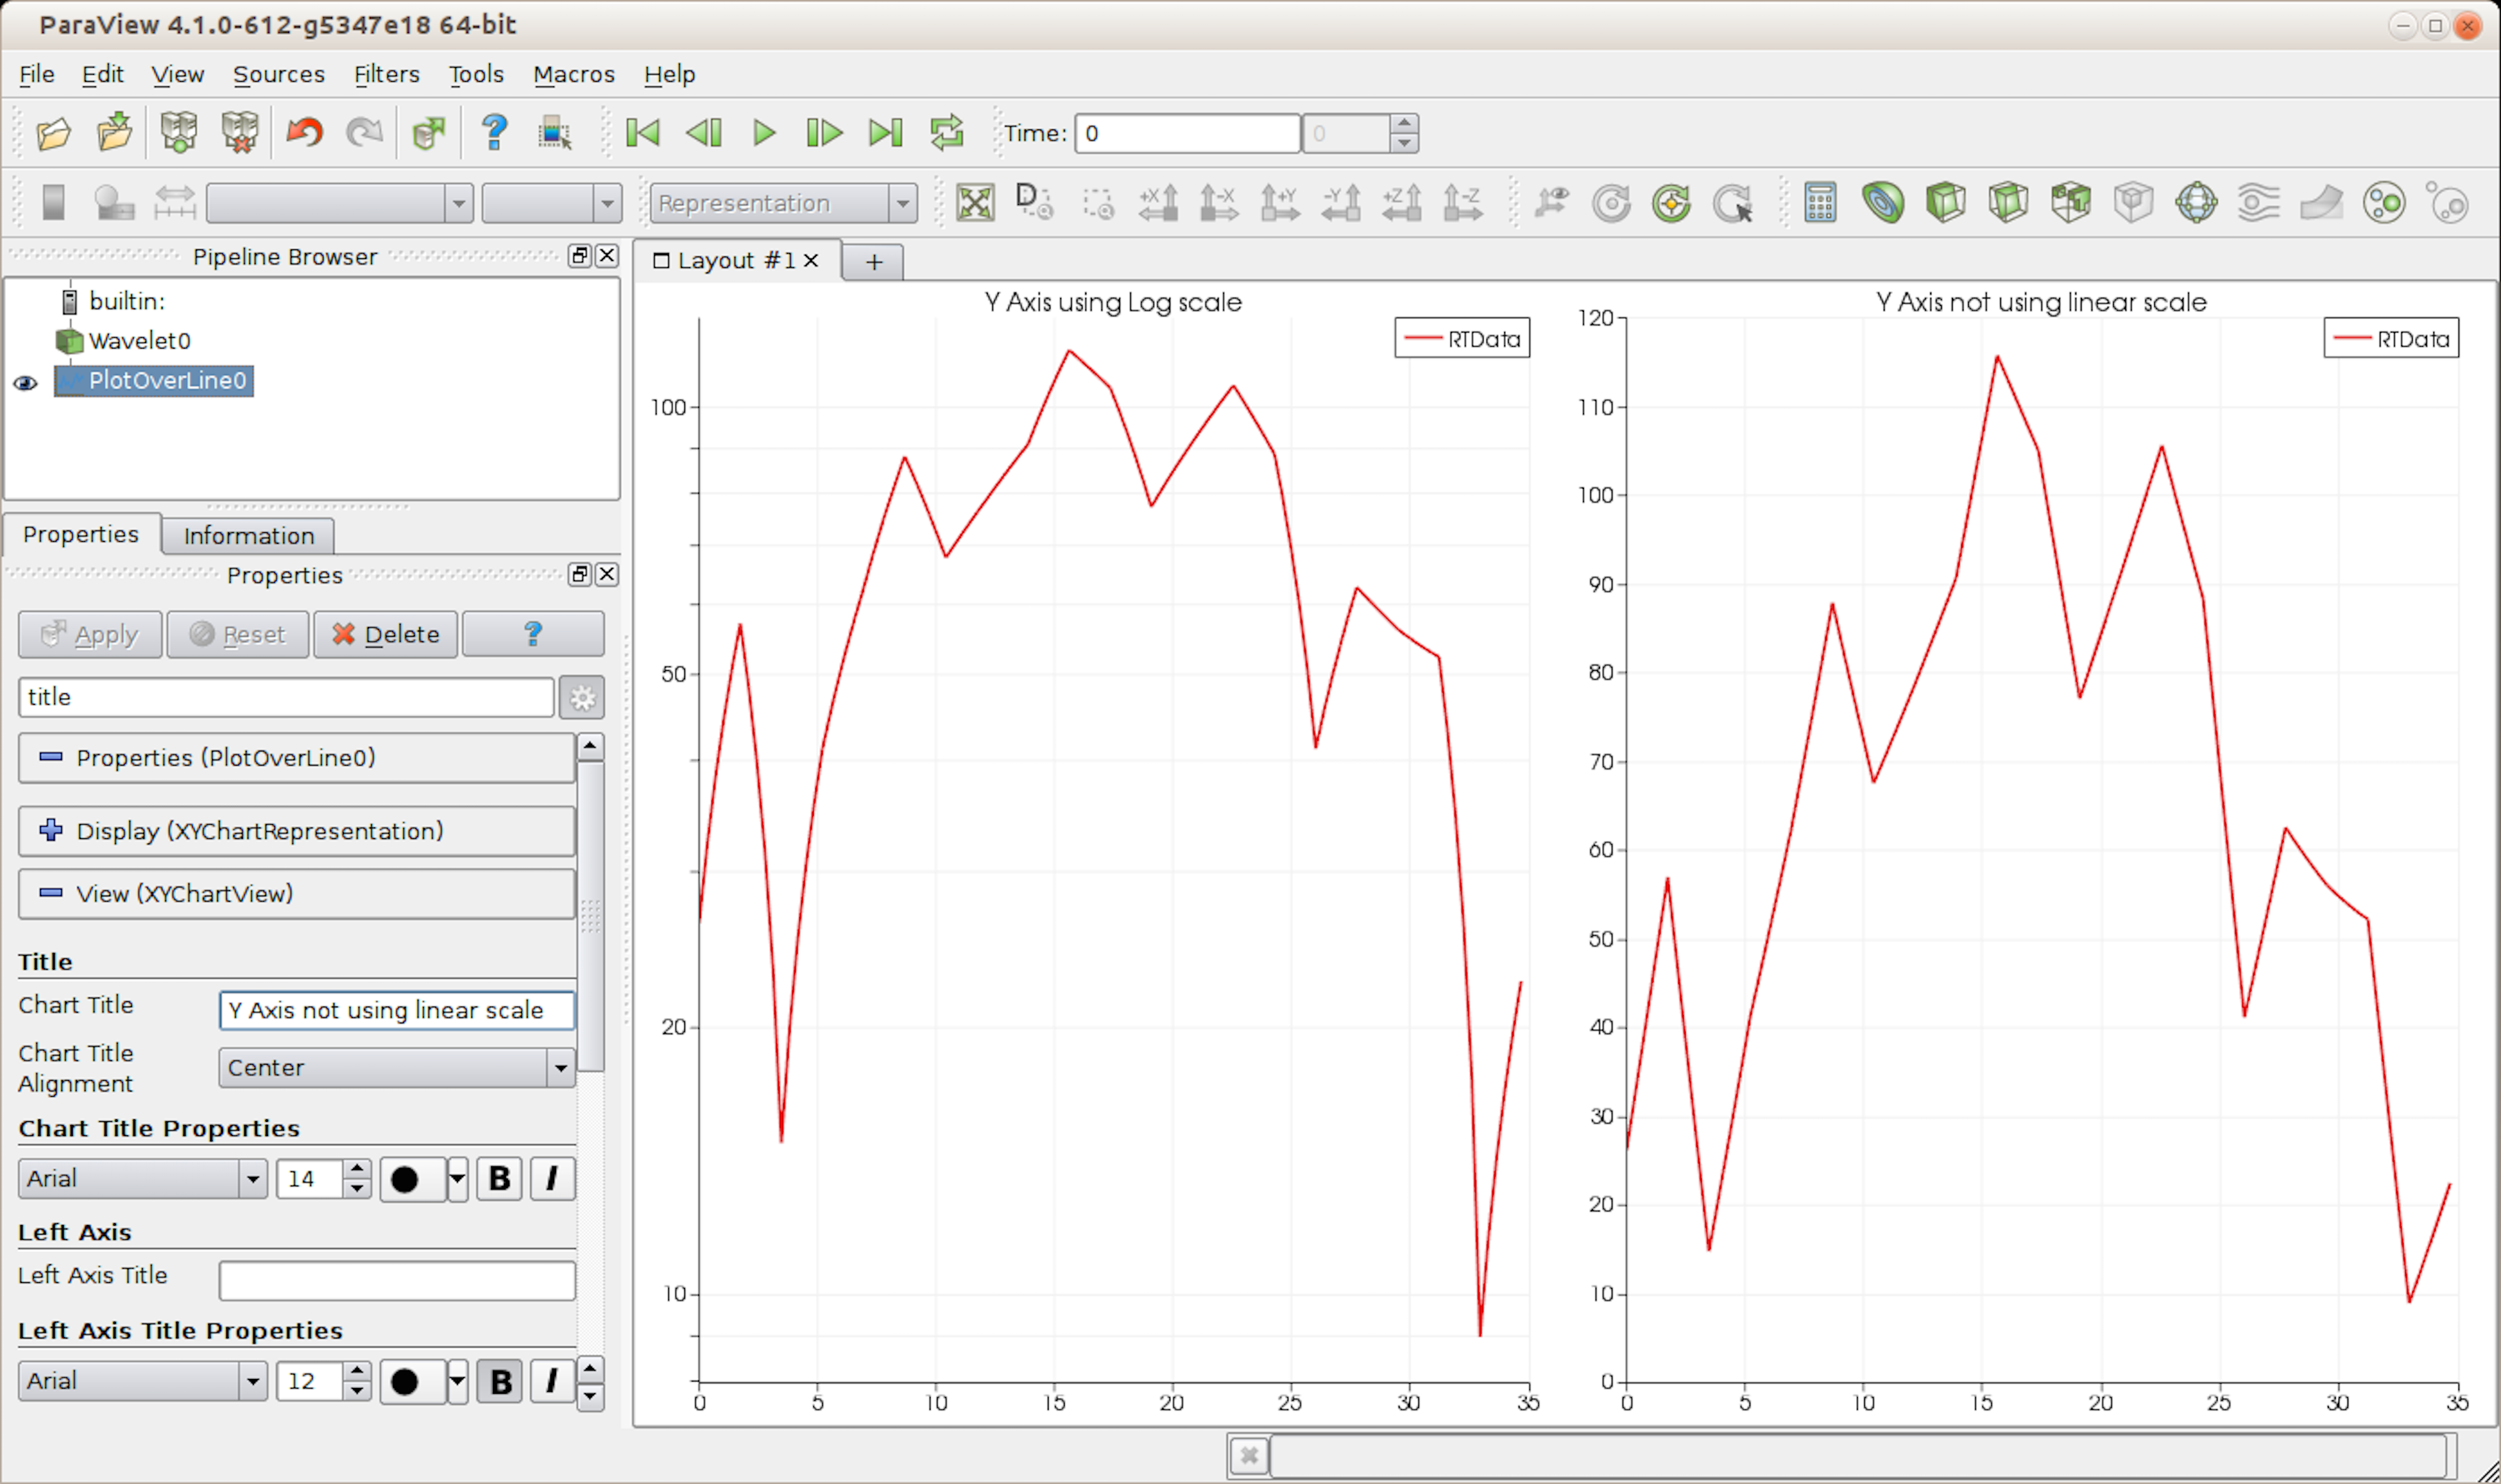 ParaView 4.1.0-612-g5347e18 64-bit
File Edit View Sources Filters Tools Macros Help
Time: 0 0
Representation
D +X -X +Y -Y +Z -Z
Pipeline Browser
builtin:
Wavelet0
PlotOverLine0
Properties Information
Properties
Apply Reset Delete ?
title
Properties (PlotOverLine0)
Display (XYChartRepresentation)
View (XYChartView)
Title
Chart Title Y Axis not using linear scale
Chart Title
Alignment
Center
Chart Title Properties
Arial 14 B I
Left Axis
Left Axis Title
Left Axis Title Properties
Arial 12 B I
Layout #1 +
Y Axis using Log scale
RTData
100
50
20
10
0 5 10 15 20 25 30 35
Y Axis not using linear scale
RTData
120
110
100
90
80
70
60
50
40
30
20
10
0
0 5 10 15 20 25 30 35